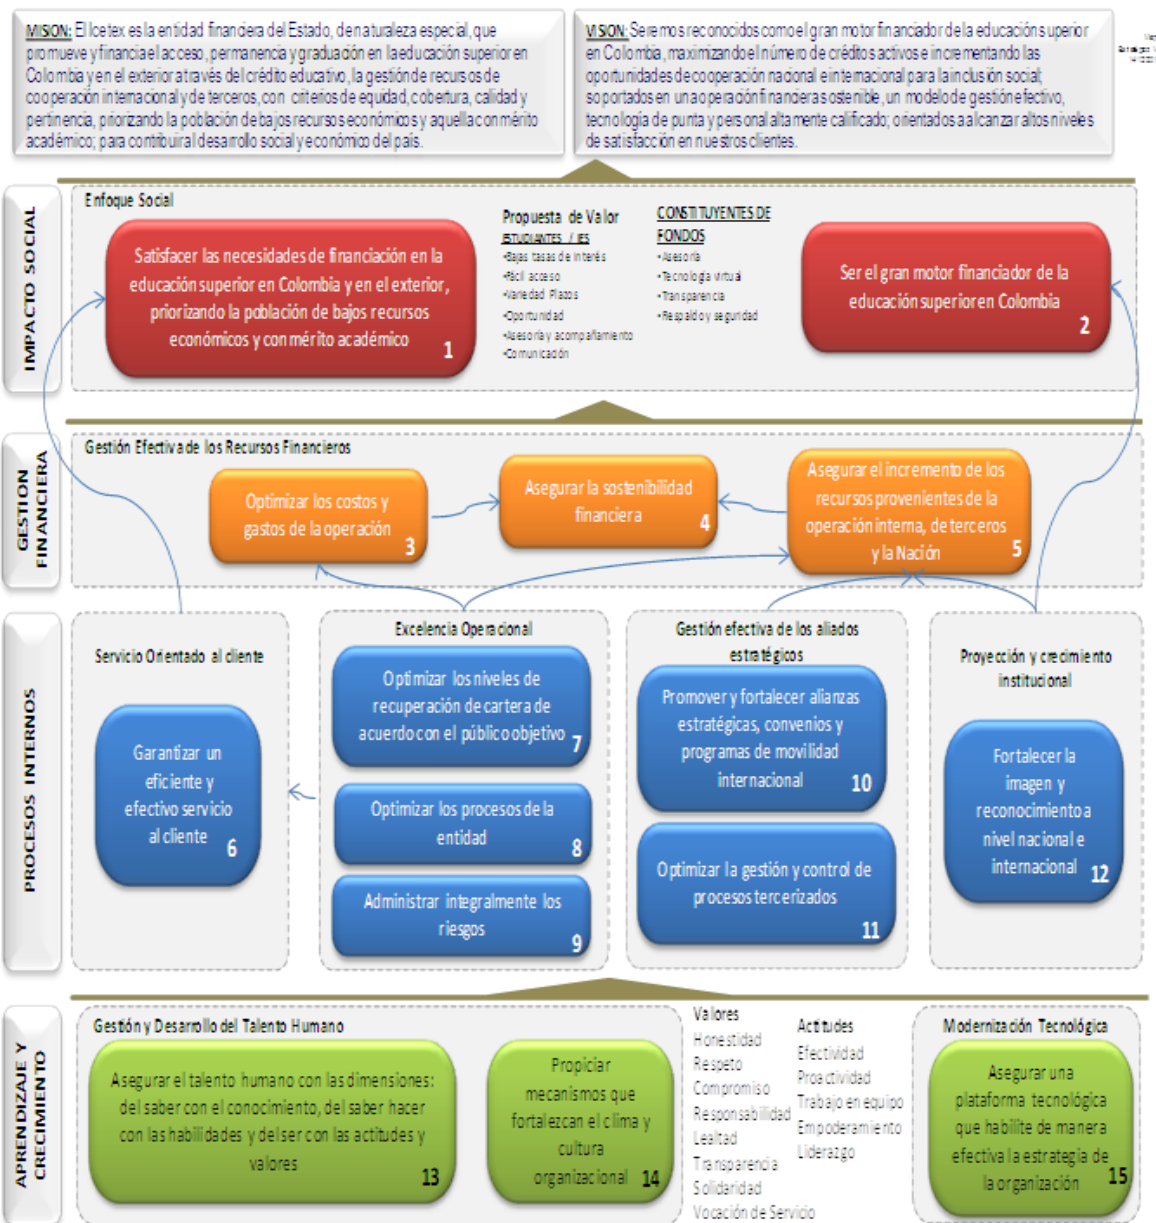 MISION: El Icetex es la entidad financiera del Estado, de naturaleza especial, que
promueve y financia el acceso, permanencia y graduación en la educación superior en
Colombia y en el exterior a través del crédito educativo, la gestión de recursos de
cooperación internacional y de terceros, con criterios de equidad, cobertura, calidad y
pertinencia, priorizando la población de bajos recursos económicos y aquella con mérito
académico; para contribuir al desarrollo social y económico del país.
VISION: Seremos reconocidos como el gran motor financiador de la educación superior
en Colombia, maximizando el número de créditos activos e incrementando las
oportunidades de cooperación nacional e internacional para la inclusión social;
soportados en una operación financiera sostenible, un modelo de gestión efectivo,
tecnología de punta y personal altamente calificado; orientados a alcanzar altos niveles
de satisfacción en nuestros clientes.
IMPACTO SOCIAL
Enfoque Social
Satisfacer las necesidades de financiación en la
educación superior en Colombia y en el exterior,
priorizando la población de bajos recursos
económicos y con mérito académico
1
Propuesta de Valor
ESTUDIANTES / IES
•Bajas tasas de interés
•Fácil acceso
•Variedad Plazos
•Oportunidad
•Asesoría y acompañamiento
•Comunicación
CONSTITUYENTES DE
FONDOS
•Asesoría
•Tecnología virtual
•Transparencia
•Respaldo y seguridad
Ser el gran motor financiador de la
educación superior en Colombia
2
GESTION
FINANCIERA
Gestión Efectiva de los Recursos Financieros
Optimizar los costos y
gastos de la operación
3
Asegurar la sostenibilidad
financiera
4
Asegurar el incremento de los
recursos provenientes de la
operación interna, de terceros
y la Nación
5
PROCESOS INTERNOS
Servicio Orientado al cliente
Garantizar un
eficiente y
efectivo servicio
al cliente
6
Excelencia Operacional
Optimizar los niveles de
recuperación de cartera de
acuerdo con el público objetivo
7
Optimizar los procesos de la
entidad
8
Administrar integralmente los
riesgos
9
Gestión efectiva de los aliados
estratégicos
Promover y fortalecer alianzas
estratégicas, convenios y
programas de movilidad
internacional
10
Optimizar la gestión y control de
procesos tercerizados
11
Proyección y crecimiento
institucional
Fortalecer la
imagen y
reconocimiento a
nivel nacional e
internacional
12
APRENDIZAJE Y
CRECIMIENTO
Gestión y Desarrollo del Talento Humano
Asegurar el talento humano con las dimensiones:
del saber con el conocimiento, del saber hacer
con las habilidades y del ser con las actitudes y
valores
13
Propiciar
mecanismos que
fortalezcan el clima y
cultura
organizacional
14
Valores
Honestidad
Respeto
Compromiso
Responsabilidad
Lealtad
Transparencia
Solidaridad
Vocación de Servicio
Actitudes
Efectividad
Proactividad
Trabajo en equipo
Empoderamiento
Liderazgo
Modernización Tecnológica
Asegurar una
plataforma tecnológica
que habilite de manera
efectiva la estrategia de
la organización
15